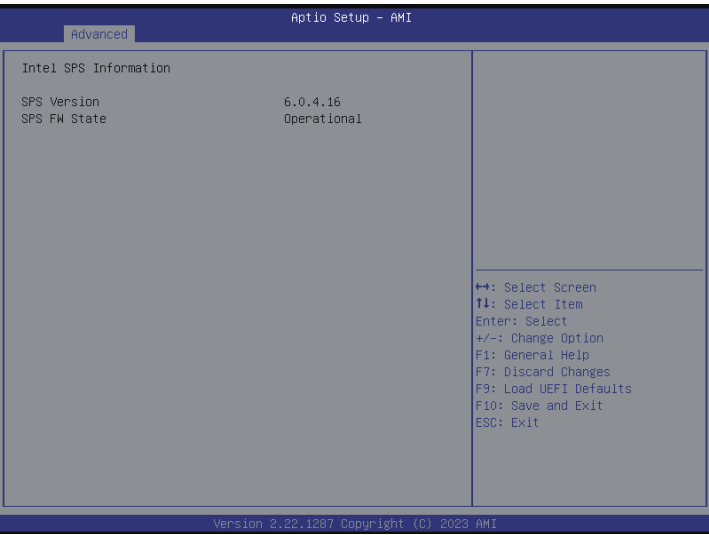 Aptio Setup – AMI
Advanced
Intel SPS Information
SPS Version 6.0.4.16
SPS FW State Operational
←→: Select Screen
↑↓: Select Item
Enter: Select
+/-: Change Option
F1: General Help
F7: Discard Changes
F9: Load UEFI Defaults
F10: Save and Exit
ESC: Exit
Version 2.22.1287 Copyright (C) 2023 AMI